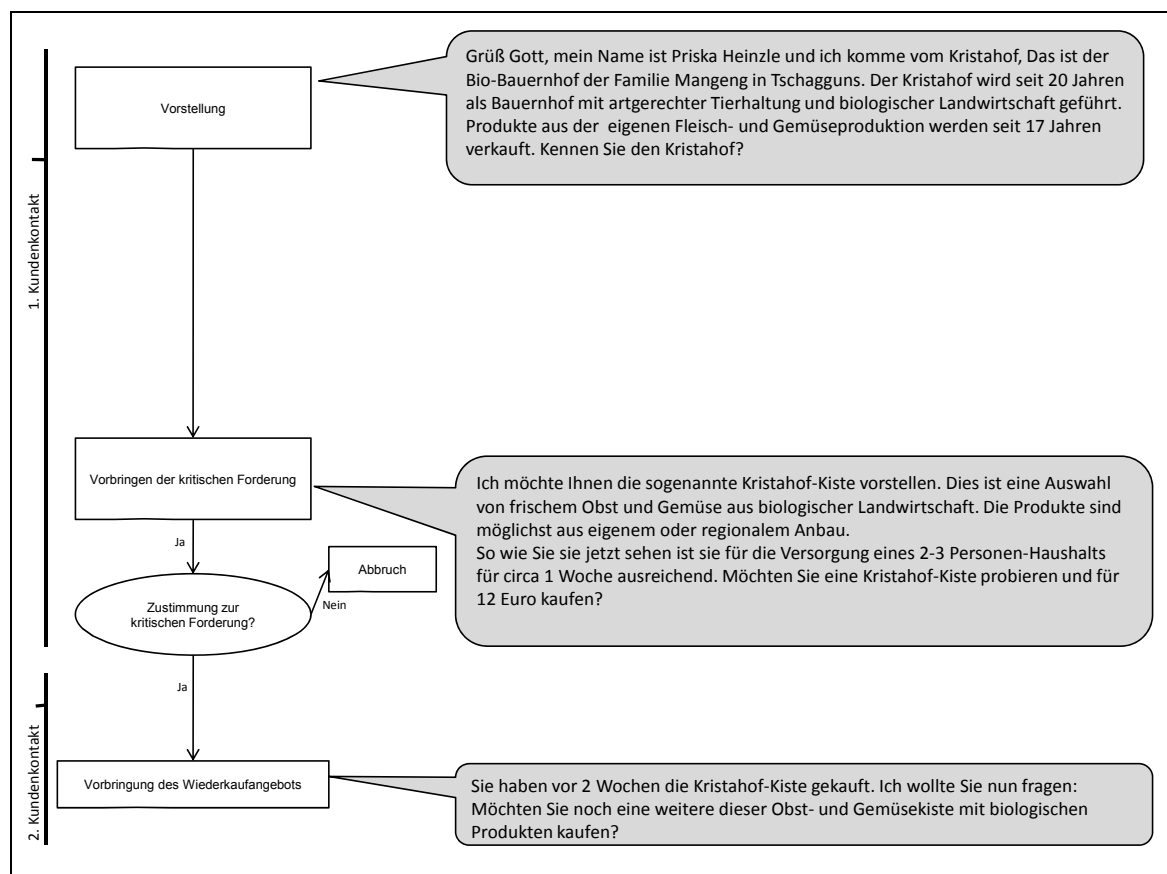 Vorstellung
Grüß Gott, mein Name ist Priska Heinzle und ich komme vom Kristahof, Das ist der
Bio-Bauernhof der Familie Mangeng in Tschagguns. Der Kristahof wird seit 20 Jahren
als Bauernhof mit artgerechter Tierhaltung und biologischer Landwirtschaft geführt.
Produkte aus der  eigenen Fleisch- und Gemüseproduktion werden seit 17 Jahren
verkauft. Kennen Sie den Kristahof?
1. Kundenkontakt
Vorbringen der kritischen Forderung
Ich möchte Ihnen die sogenannte Kristahof-Kiste vorstellen. Dies ist eine Auswahl
von frischem Obst und Gemüse aus biologischer Landwirtschaft. Die Produkte sind
möglichst aus eigenem oder regionalem Anbau.
So wie Sie sie jetzt sehen ist sie für die Versorgung eines 2-3 Personen-Haushalts
für circa 1 Woche ausreichend. Möchten Sie eine Kristahof-Kiste probieren und für
12 Euro kaufen?
Ja
Abbruch
Nein
Zustimmung zur
kritischen Forderung?
Ja
2. Kundenkontakt
Vorbringung des Wiederkaufangebots
Sie haben vor 2 Wochen die Kristahof-Kiste gekauft. Ich wollte Sie nun fragen:
Möchten Sie noch eine weitere dieser Obst- und Gemüsekiste mit biologischen
Produkten kaufen?